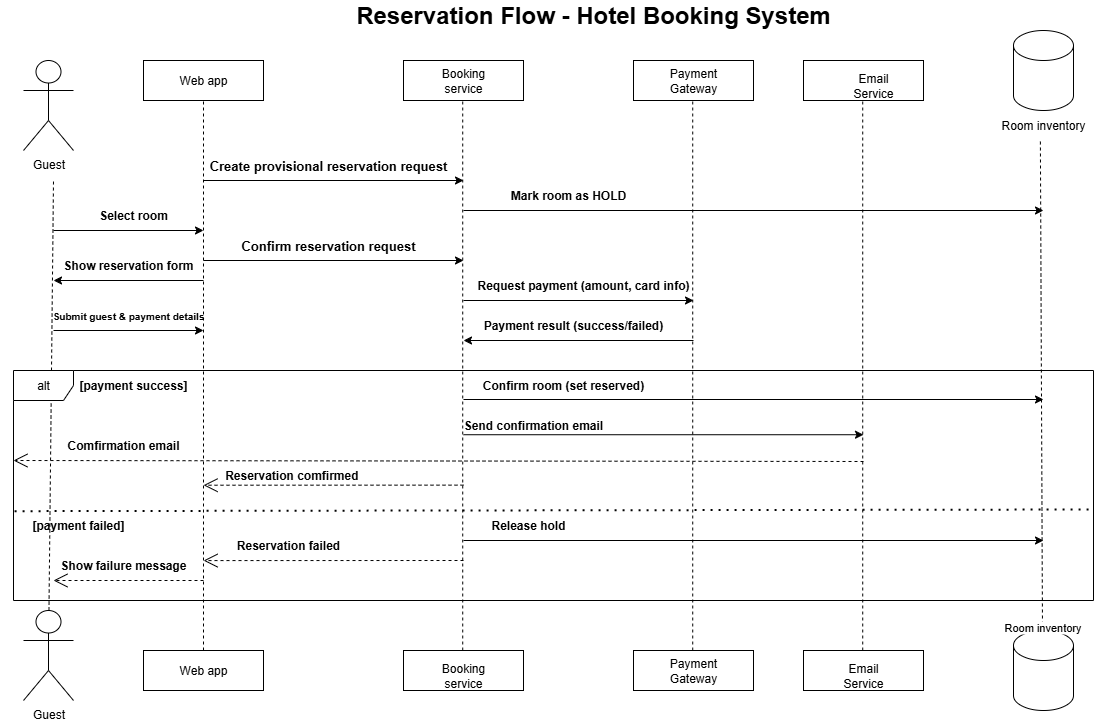 Reservation Flow - Hotel Booking System
Web app
Booking
service
Payment
Gateway
Email
Service
Room inventory
Guest
Create provisional reservation request
Mark room as HOLD
Select room
Confirm reservation request
Show reservation form
Request payment (amount, card info)
Submit guest & payment details
Payment result (success/failed)
alt
[payment success]
Confirm room (set reserved)
Send confirmation email
Comfirmation email
Reservation comfirmed
[payment failed]
Release hold
Reservation failed
Show failure message
Room inventory
Web app
Booking
service
Payment
Gateway
Email
Service
Guest